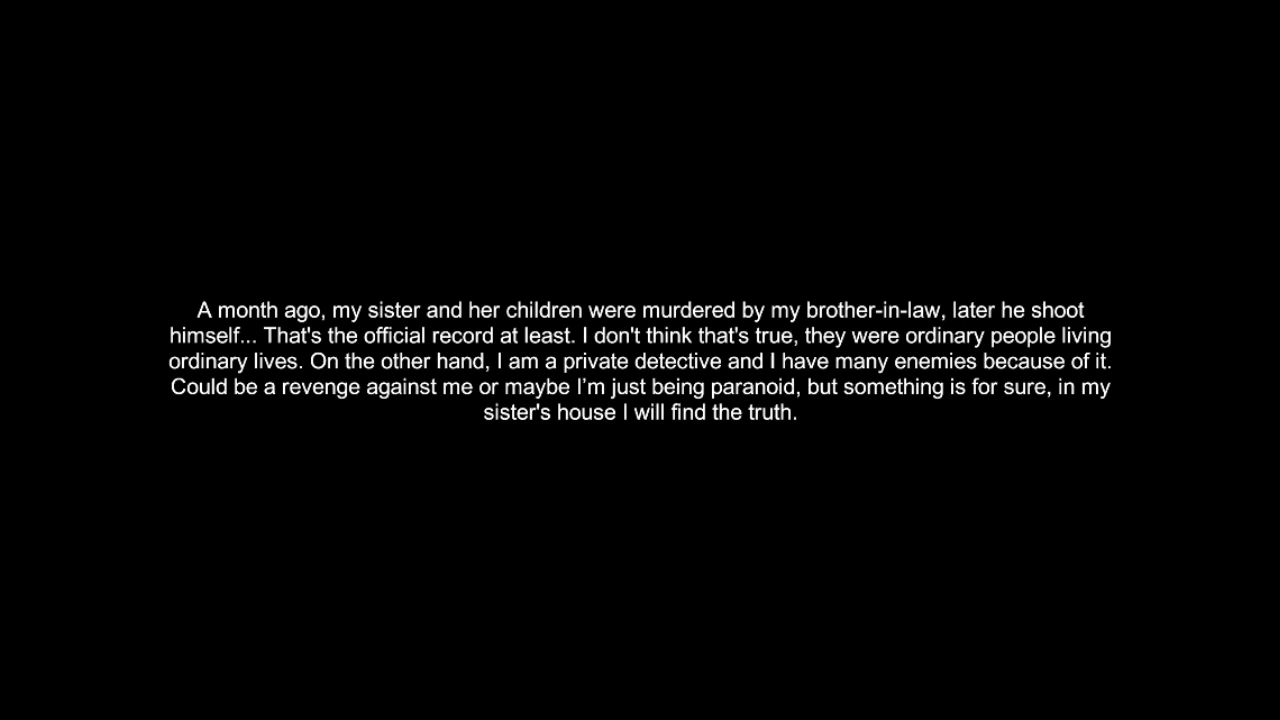 A month ago, my sister and her children were murdered by my brother-in-law, later he shoot
himself... That's the official record at least. I don't think that's true, they were ordinary people living
ordinary lives. On the other hand, I am a private detective and I have many enemies because of it.
Could be a revenge against me or maybe I’m just being paranoid, but something is for sure, in my
sister's house I will find the truth.